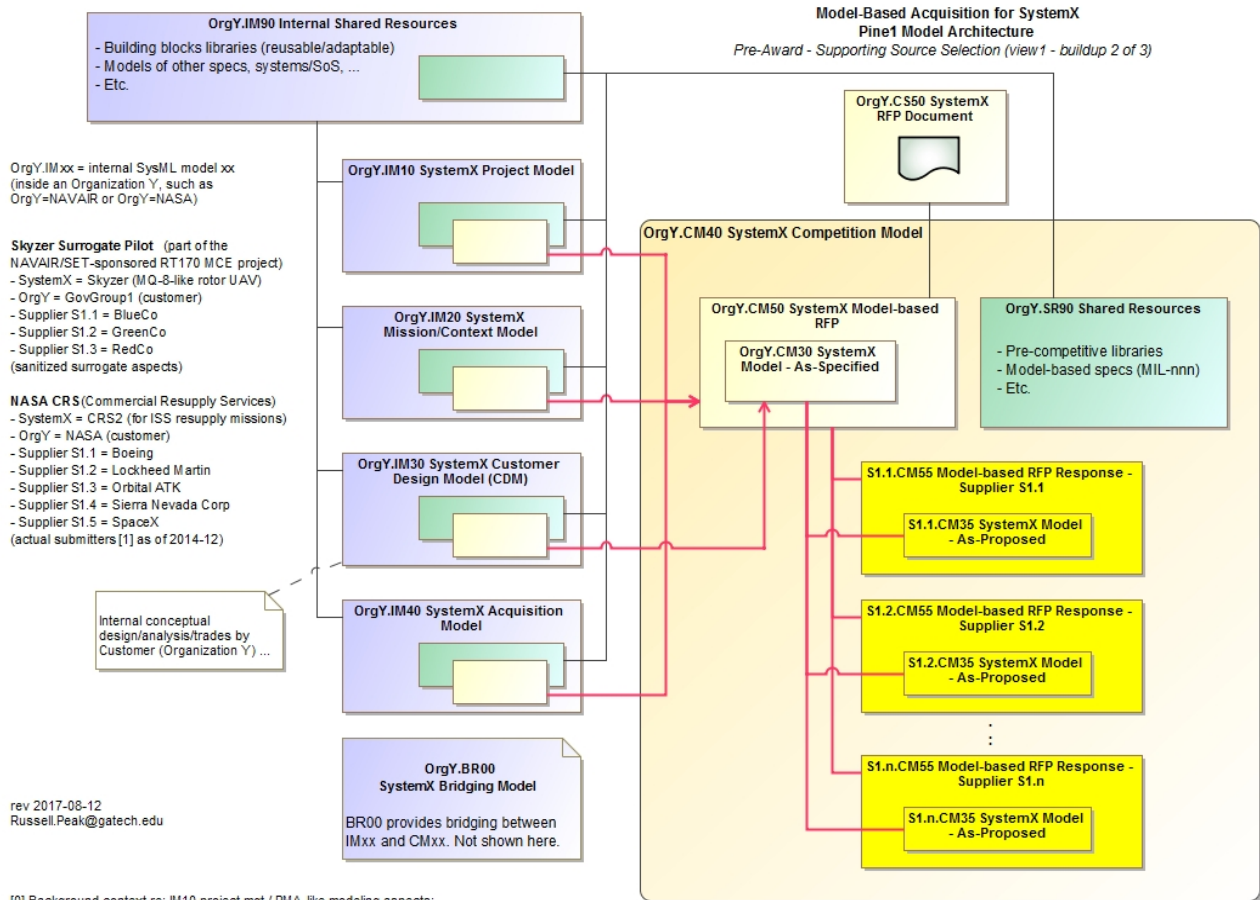 Model-Based Acquisition for SystemX
Pine1 Model Architecture
Pre-Award - Supporting Source Selection (view1 - buildup 2 of 3)
OrgY.IM90 Internal Shared Resources
- Building blocks libraries (reusable/adaptable)
- Models of other specs, systems/SoS, ...
- Etc.
OrgY.IMxx = internal SysML model xx
(inside an Organization Y, such as
OrgY=NAVAIR or OrgY=NASA)
Skyzer Surrogate Pilot (part of the
NAVAIR/SET-sponsored RT170 MCE project)
- SystemX = Skyzer (MQ-8-like rotor UAV)
- OrgY = GovGroup1 (customer)
- Supplier S1.1 = BlueCo
- Supplier S1.2 = GreenCo
- Supplier S1.3 = RedCo
(sanitized surrogate aspects)
NASA CRS (Commercial Resupply Services)
- SystemX = CRS2 (for ISS resupply missions)
- OrgY = NASA (customer)
- Supplier S1.1 = Boeing
- Supplier S1.2 = Lockheed Martin
- Supplier S1.3 = Orbital ATK
- Supplier S1.4 = Sierra Nevada Corp
- Supplier S1.5 = SpaceX
(actual submitters [1] as of 2014-12)
Internal conceptual
design/analysis/trades by
Customer (Organization Y) ...
rev 2017-08-12
Russell.Peak@gatech.edu
OrgY.IM10 SystemX Project Model
OrgY.IM20 SystemX
Mission/Context Model
OrgY.IM30 SystemX Customer
Design Model (CDM)
OrgY.IM40 SystemX Acquisition
Model
OrgY.BR00
SystemX Bridging Model
BR00 provides bridging between
IMxx and CMxx. Not shown here.
OrgY.CS50 SystemX
RFP Document
OrgY.CM40 SystemX Competition Model
OrgY.CM50 SystemX Model-based
RFP
OrgY.CM30 SystemX
Model - As-Specified
OrgY.SR90 Shared Resources
- Pre-competitive libraries
- Model-based specs (MIL-nnn)
- Etc.
S1.1.CM55 Model-based RFP Response -
Supplier S1.1
S1.1.CM35 SystemX Model
- As-Proposed
S1.2.CM55 Model-based RFP Response -
Supplier S1.2
S1.2.CM35 SystemX Model
- As-Proposed
S1.n.CM55 Model-based RFP Response -
Supplier S1.n
S1.n.CM35 SystemX Model
- As-Proposed